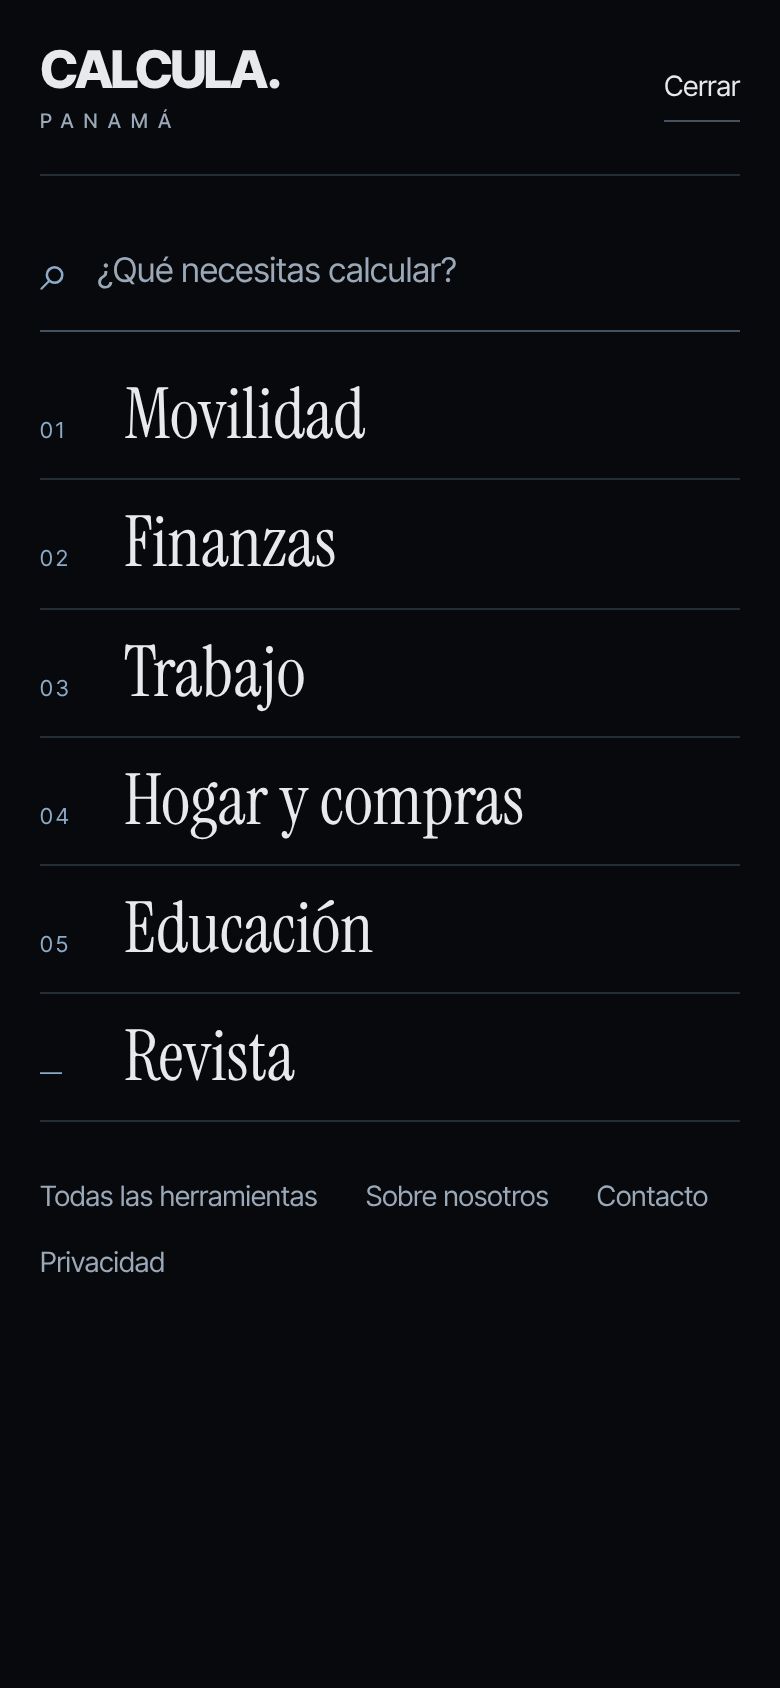 CALCULA.
PANAMÁ
Cerrar
¿Qué necesitas calcular?
01 Movilidad
02 Finanzas
03 Trabajo
04 Hogar y compras
05 Educación
— Revista
Todas las herramientas Sobre nosotros Contacto
Privacidad